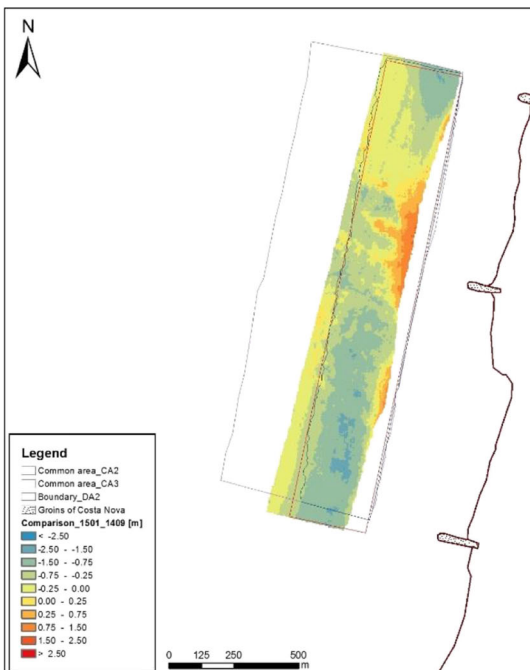 N
Legend
Common area_CA2
Common area_CA3
Boundary_DA2
Groins of Costa Nova
Comparison_1501_1409 [m]
< -2.50
-2.50 - -1.50
-1.50 - -0.75
-0.75 - -0.25
-0.25 - 0.00
0.00 - 0.25
0.25 - 0.75
0.75 - 1.50
1.50 - 2.50
> 2.50
0 125 250 500
m